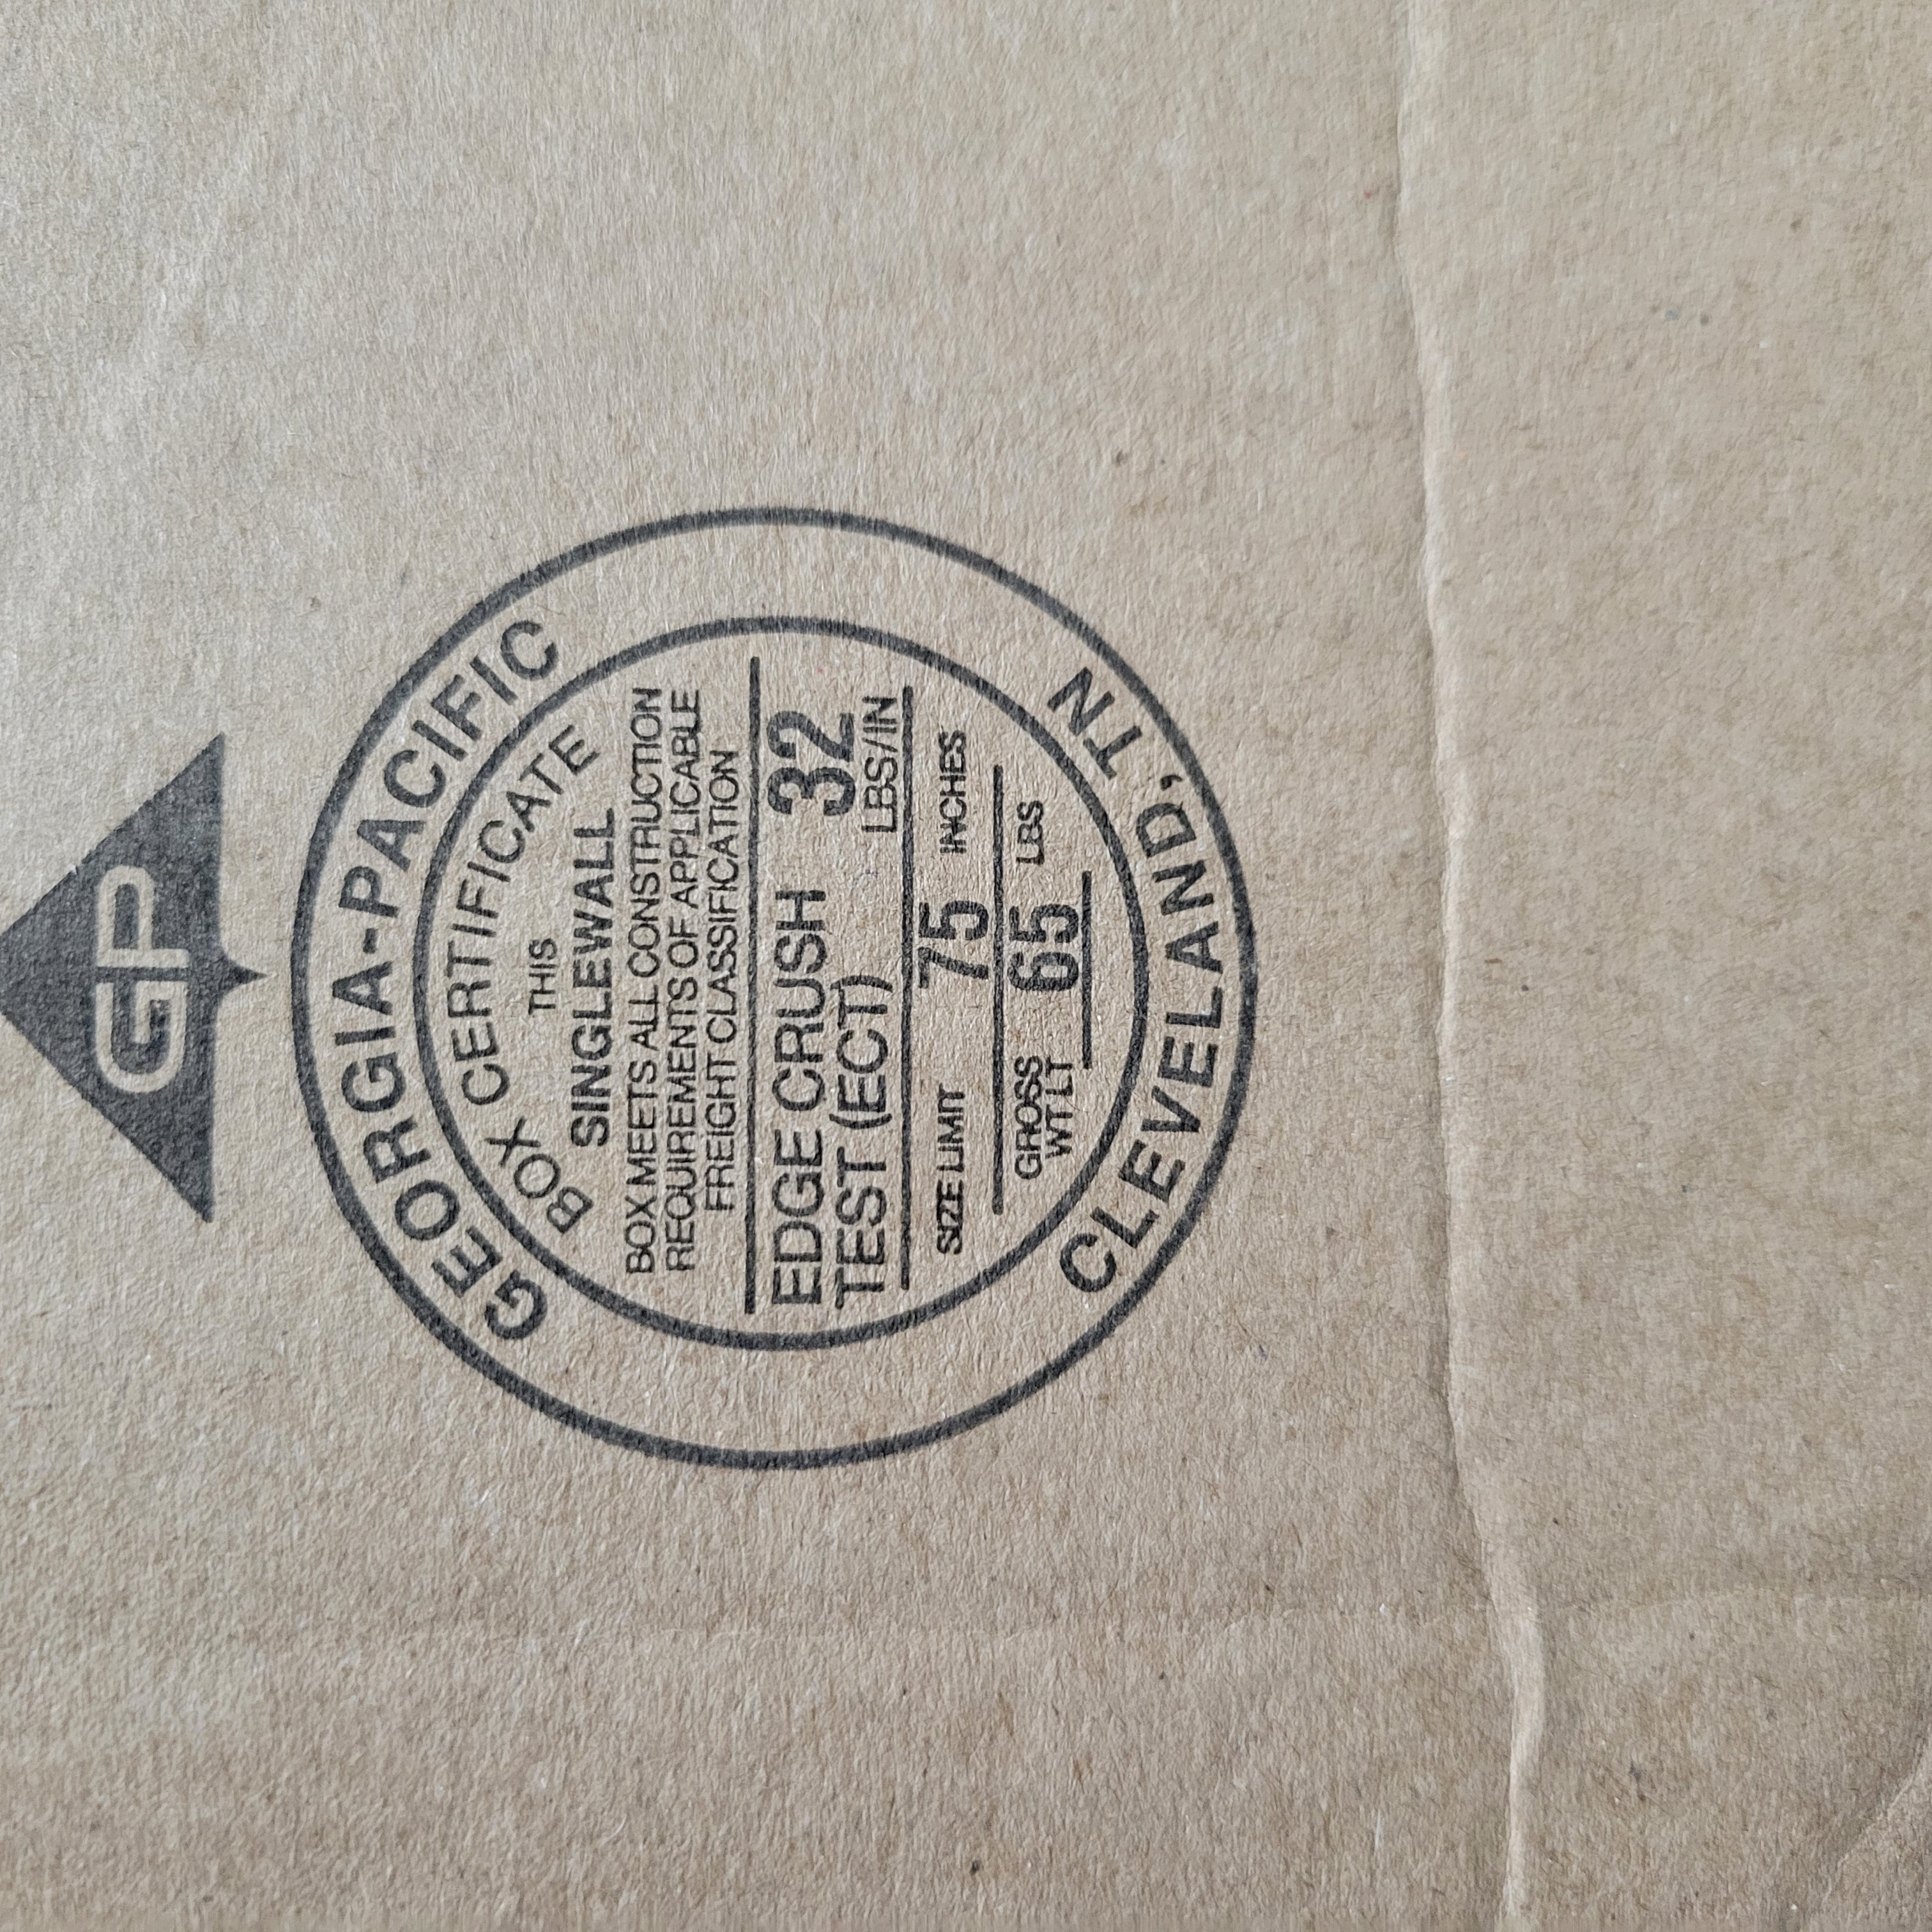 GP
GEORGIA-PACIFIC
BOX CERTIFICATE
THIS
SINGLEWALL
BOX MEETS ALL CONSTRUCTION
REQUIREMENTS OF APPLICABLE
FREIGHT CLASSIFICATION
EDGE CRUSH 32
TEST (ECT) LBS/IN
SIZE LIMIT 75 INCHES
GROSS
WT LT 65 LBS
CLEVELAND, TN